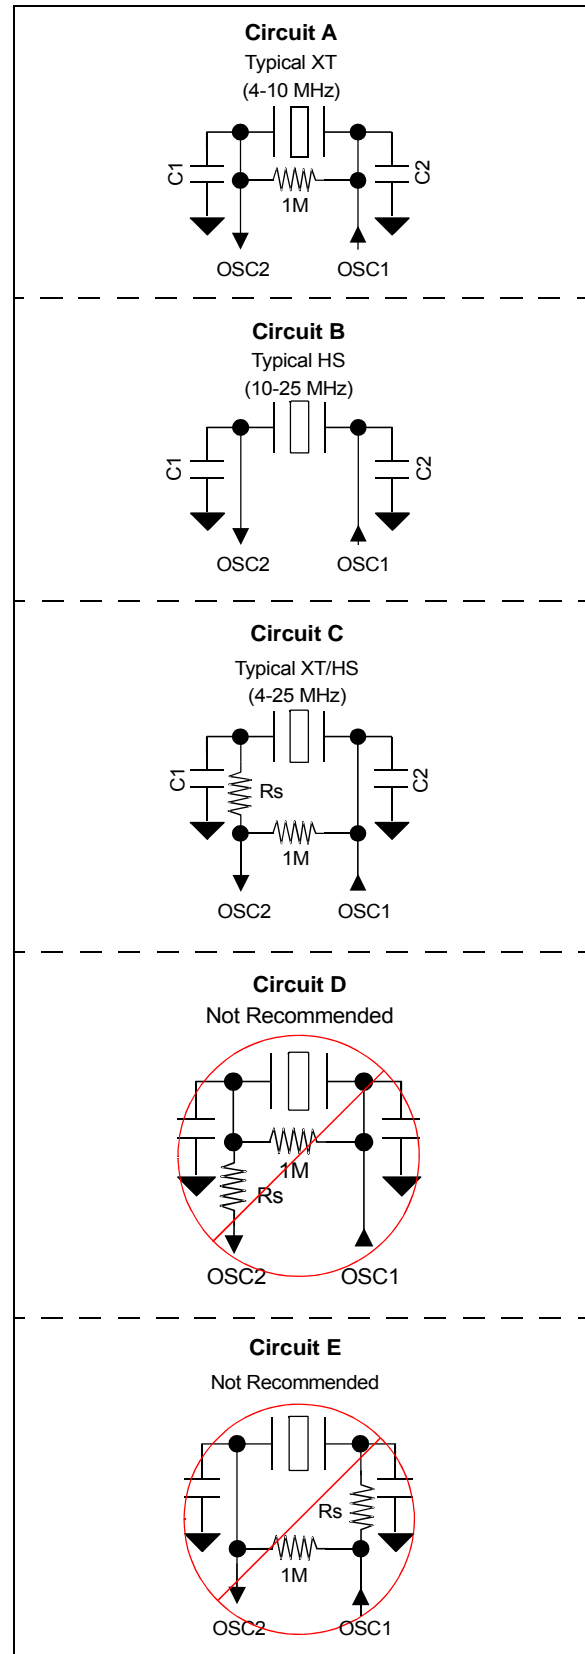 Circuit A
Typical XT
(4-10 MHz)
C1
C2
1M
OSC2 OSC1
Circuit B
Typical HS
(10-25 MHz)
C1
C2
OSC2 OSC1
Circuit C
Typical XT/HS
(4-25 MHz)
C1
Rs
C2
1M
OSC2 OSC1
Circuit D
Not Recommended
1M
Rs
OSC2 OSC1
Circuit E
Not Recommended
Rs
1M
OSC2 OSC1